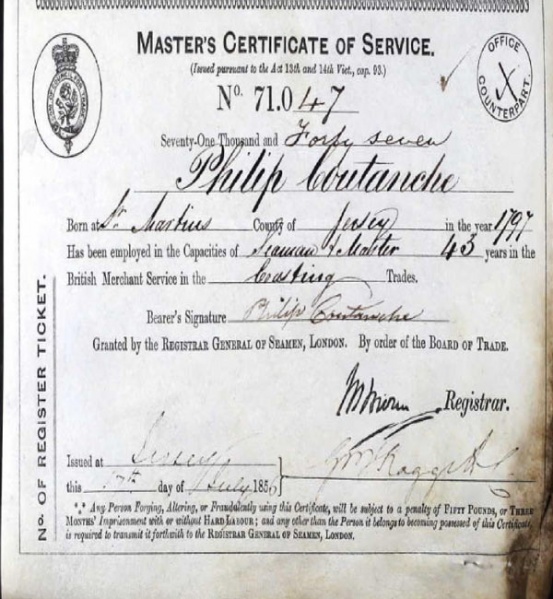 MASTER'S CERTIFICATE OF SERVICE.
(Issued pursuant to the Act 13th and 14th Vict., cap. 93.)
OFFICE
X
COUNTERPART.
No. 71.047
Seventy-One Thousand and Forty seven
Philip Coutanche
Born at St. Martins County of Jersey in the year 1797
Has been employed in the Capacities of Seaman & Master 43 years in the
British Merchant Service in the Coasting Trades.
Bearer's Signature Philip Coutanche
Granted by the REGISTRAR GENERAL OF SEAMEN, LONDON. By order of the BOARD OF TRADE.
Registrar.
Issued at Jersey
this 17th day of July 1856
*** Any Person Forging, Altering, or Fraudulently using this Certificate, will be subject to a penalty of FIFTY POUNDS, or THREE
MONTHS' Imprisonment with or without HARD LABOUR; and any other than the Person it belongs to becoming possessed of this Certificate,
is required to transmit it forthwith to the REGISTRAR GENERAL OF SEAMEN, LONDON.
No. OF REGISTER TICKET.